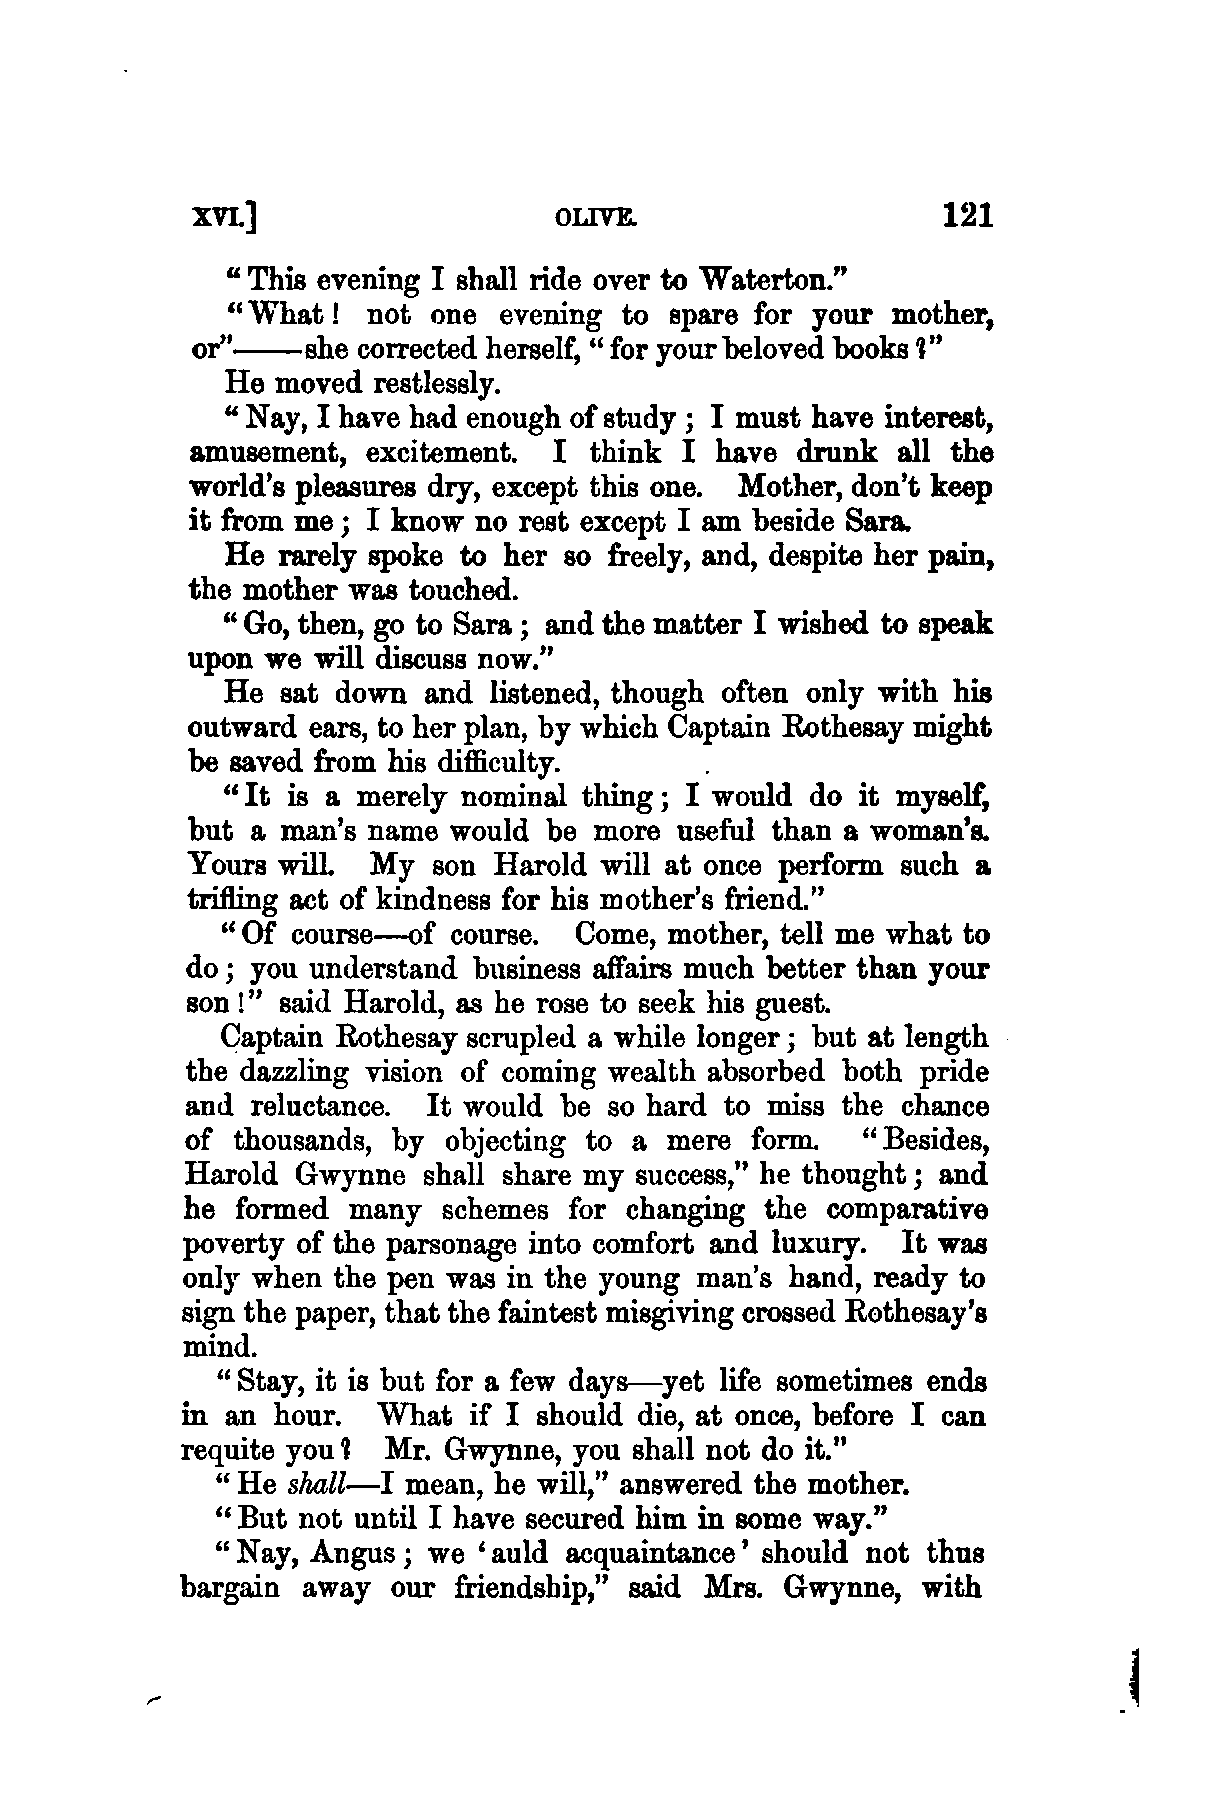 XVI.] OLIVE. 121
“This evening I shall ride over to Waterton.”
“What! not one evening to spare for your mother,
or”——she corrected herself, “for your beloved books?”
He moved restlessly.
“Nay, I have had enough of study; I must have interest,
amusement, excitement. I think I have drunk all the
world’s pleasures dry, except this one. Mother, don’t keep
it from me; I know no rest except I am beside Sara.
He rarely spoke to her so freely, and, despite her pain,
the mother was touched.
“Go, then, go to Sara; and the matter I wished to speak
upon we will discuss now.”
He sat down and listened, though often only with his
outward ears, to her plan, by which Captain Rothesay might
be saved from his difficulty.
“It is a merely nominal thing; I would do it myself,
but a man’s name would be more useful than a woman’s.
Yours will. My son Harold will at once perform such a
trifling act of kindness for his mother’s friend.”
“Of course—of course. Come, mother, tell me what to
do; you understand business affairs much better than your
son!” said Harold, as he rose to seek his guest.
Captain Rothesay scrupled a while longer; but at length
the dazzling vision of coming wealth absorbed both pride
and reluctance. It would be so hard to miss the chance
of thousands, by objecting to a mere form. “Besides,
Harold Gwynne shall share my success,” he thought; and
he formed many schemes for changing the comparative
poverty of the parsonage into comfort and luxury. It was
only when the pen was in the young man’s hand, ready to
sign the paper, that the faintest misgiving crossed Rothesay’s
mind.
“Stay, it is but for a few days—yet life sometimes ends
in an hour. What if I should die, at once, before I can
requite you? Mr. Gwynne, you shall not do it.”
“He shall—I mean, he will,” answered the mother.
“But not until I have secured him in some way.”
“Nay, Angus; we ‘auld acquaintance’ should not thus
bargain away our friendship,” said Mrs. Gwynne, with